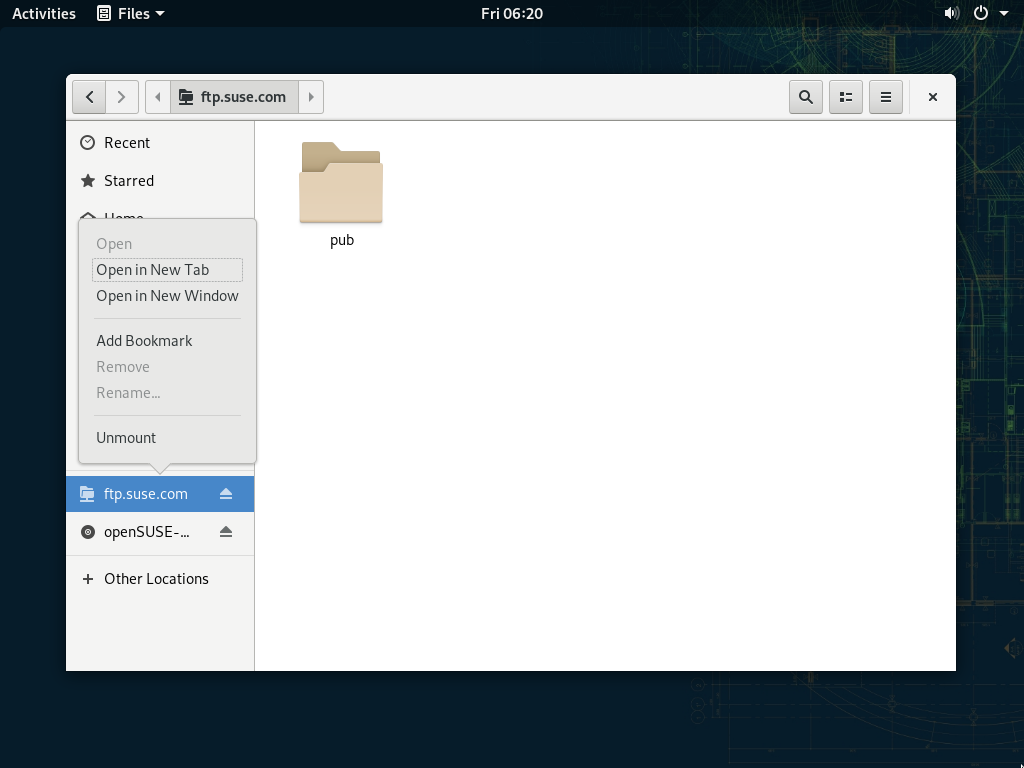 Activities
Files
Fri 06:20
ftp.suse.com
Recent
Starred
Home
Open
Open in New Tab
Open in New Window
Add Bookmark
Remove
Rename...
Unmount
ftp.suse.com
openSUSE-...
Other Locations
pub